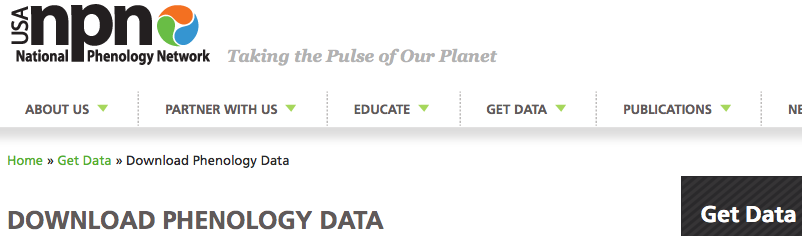 USA npn
National Phenology Network
Taking the Pulse of Our Planet
ABOUT US PARTNER WITH US EDUCATE GET DATA PUBLICATIONS NE
Home » Get Data » Download Phenology Data
DOWNLOAD PHENOLOGY DATA
Get Data